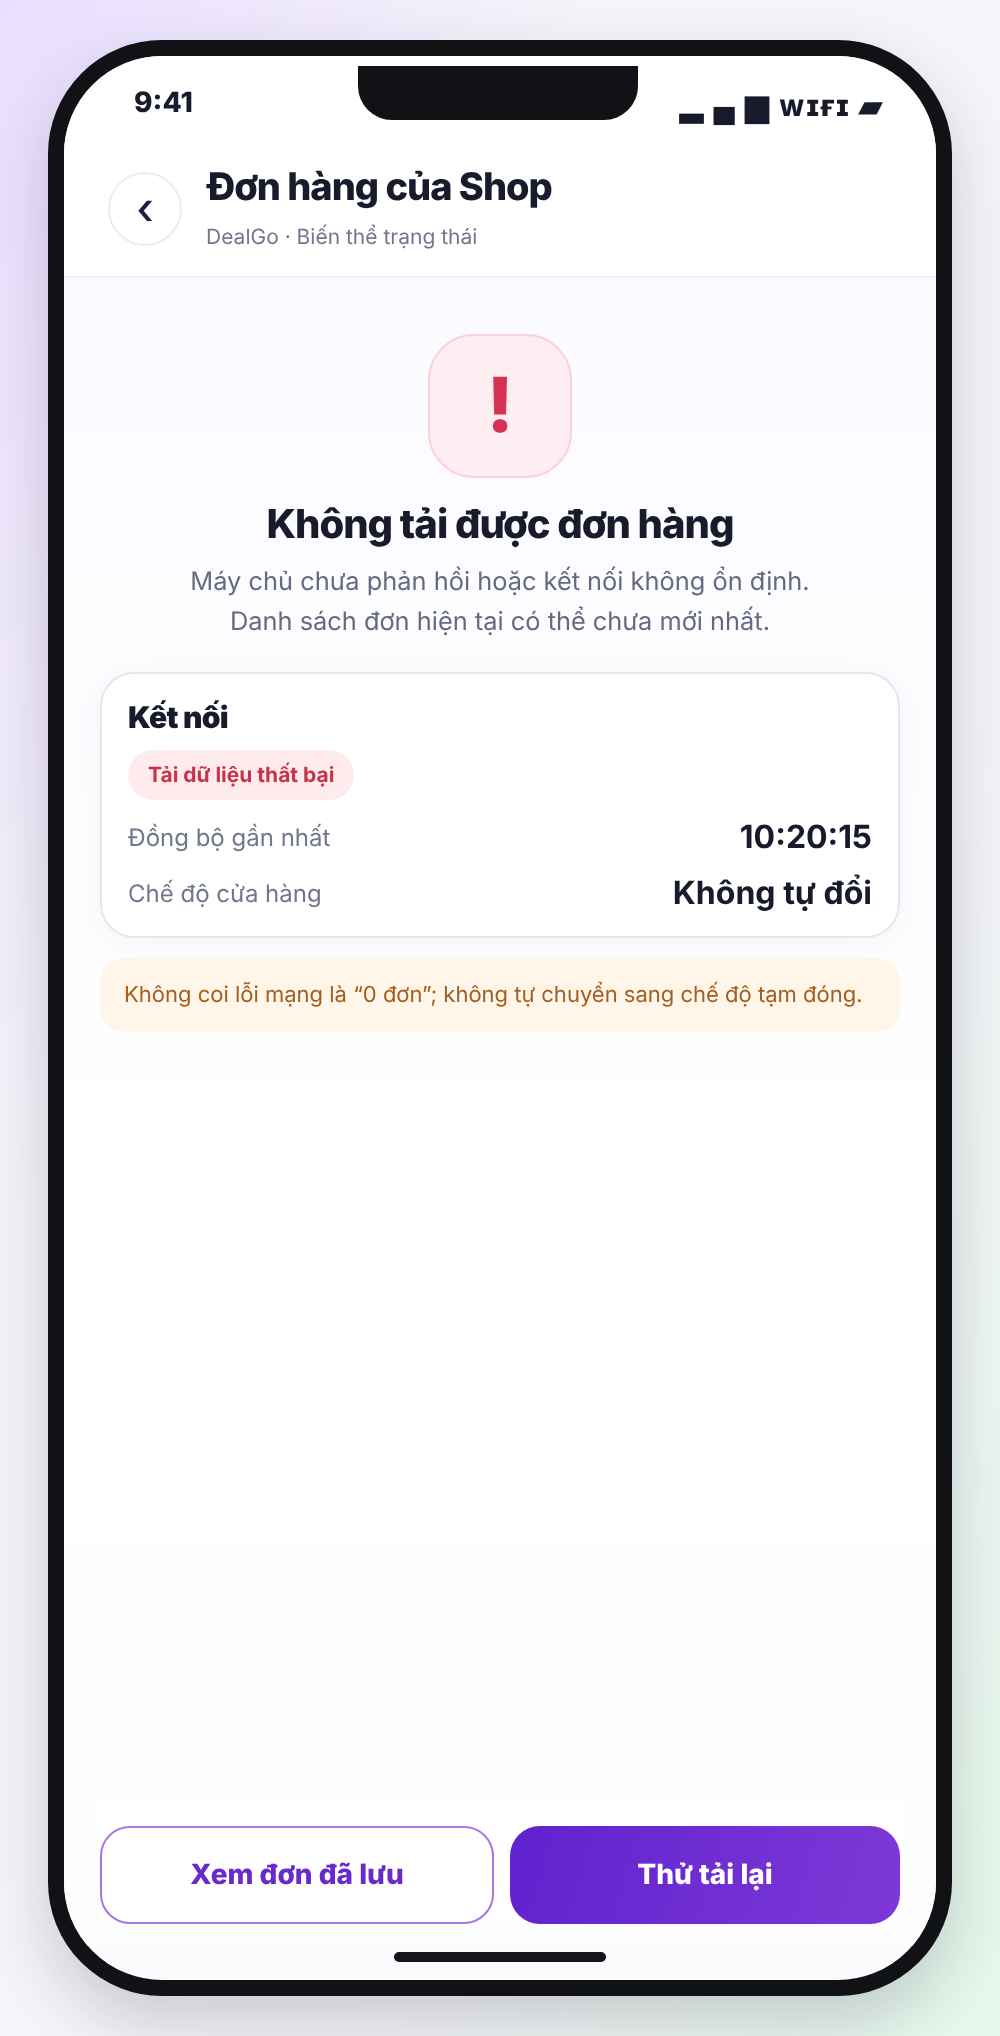 9:41
WIFI
Đơn hàng của Shop
DealGo · Biến thể trạng thái
!
Không tải được đơn hàng
Máy chủ chưa phản hồi hoặc kết nối không ổn định.
Danh sách đơn hiện tại có thể chưa mới nhất.
Kết nối
Tải dữ liệu thất bại
Đồng bộ gần nhất 10:20:15
Chế độ cửa hàng Không tự đổi
Không coi lỗi mạng là “0 đơn”; không tự chuyển sang chế độ tạm đóng.
Xem đơn đã lưu Thử tải lại